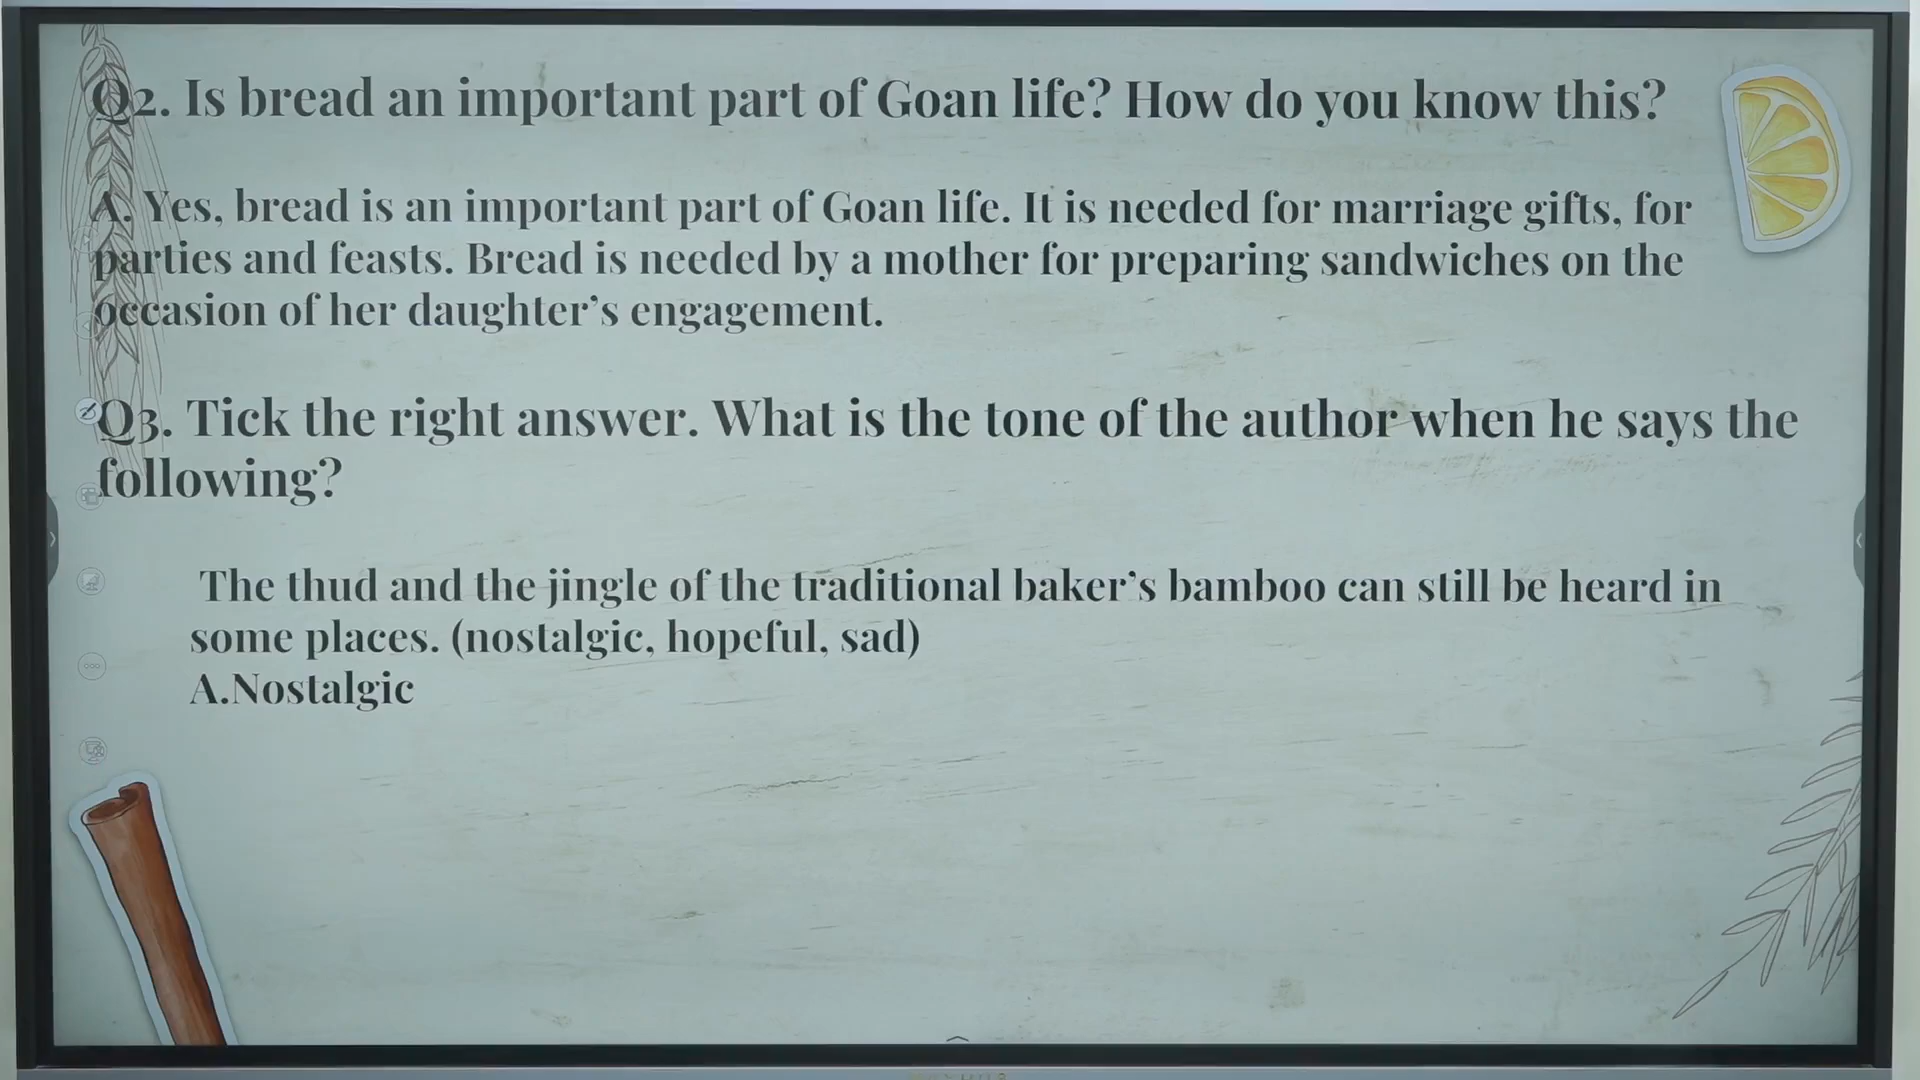 Q2. Is bread an important part of Goan life? How do you know this?
A. Yes, bread is an important part of Goan life. It is needed for marriage gifts, for
parties and feasts. Bread is needed by a mother for preparing sandwiches on the
occasion of her daughter's engagement.
Q3. Tick the right answer. What is the tone of the author when he says the
following?
The thud and the jingle of the traditional baker's bamboo can still be heard in
some places. (nostalgic, hopeful, sad)
A.Nostalgic